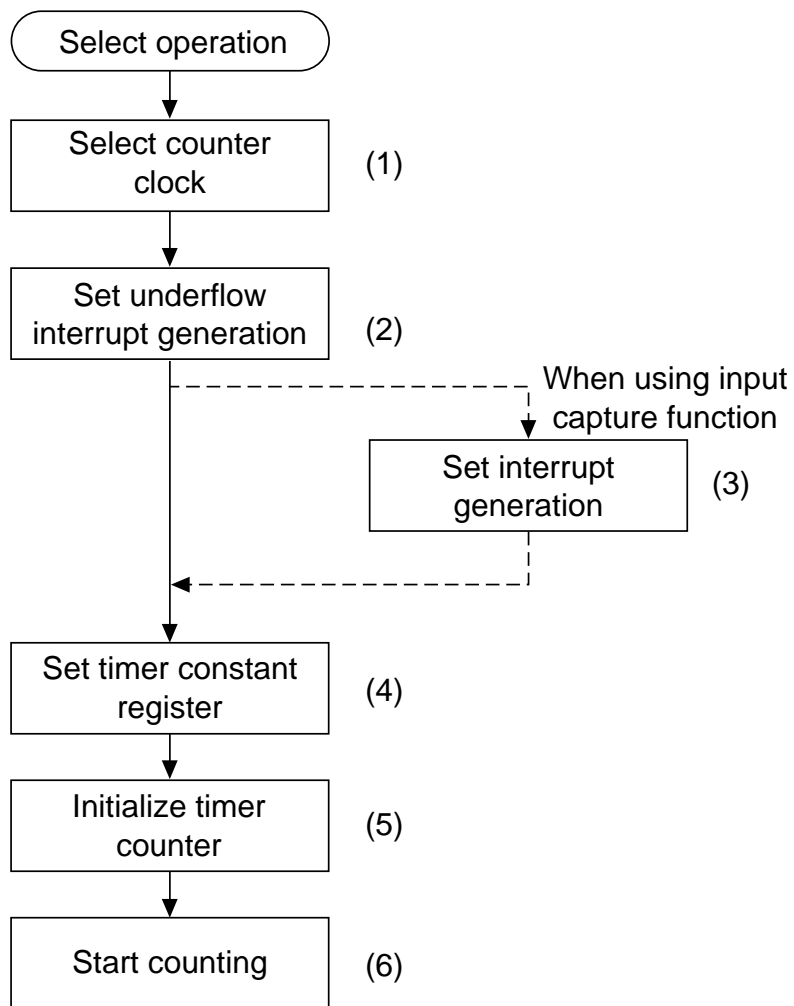 Select operation
Select counter
clock
(1)
Set underflow
interrupt generation
(2)
When using input
capture function
Set interrupt
generation
(3)
Set timer constant
register
(4)
Initialize timer
counter
(5)
Start counting
(6)